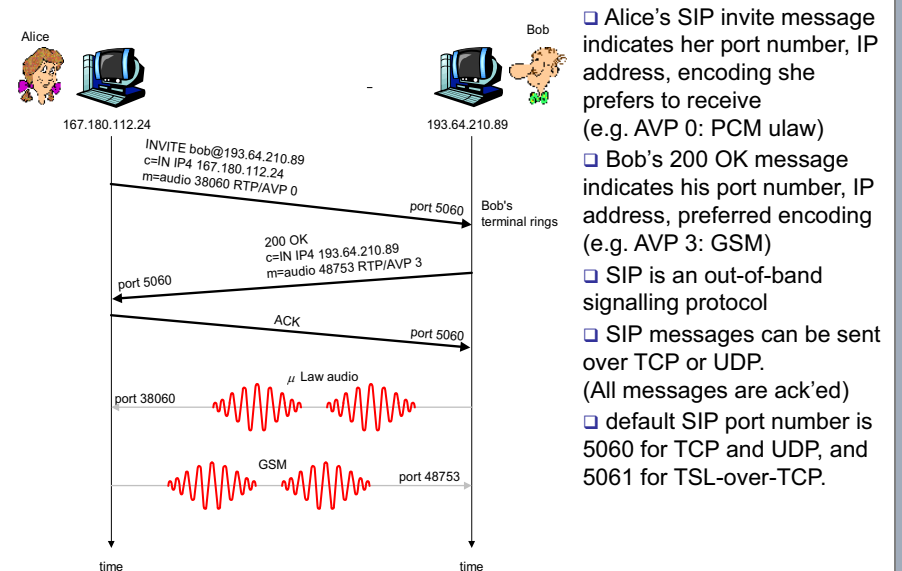 Alice
Bob
167.180.112.24
193.64.210.89
INVITE bob@193.64.210.89
c=IN IP4 167.180.112.24
m=audio 38060 RTP/AVP 0
port 5060
Bob's
terminal rings
200 OK
c=IN IP4 193.64.210.89
m=audio 48753 RTP/AVP 3
port 5060
ACK
port 5060
μ Law audio
port 38060
GSM
port 48753
time
time
Alice’s SIP invite message
indicates her port number, IP
address, encoding she
prefers to receive
(e.g. AVP 0: PCM ulaw)
Bob’s 200 OK message
indicates his port number, IP
address, preferred encoding
(e.g. AVP 3: GSM)
SIP is an out-of-band
signalling protocol
SIP messages can be sent
over TCP or UDP.
(All messages are ack’ed)
default SIP port number is
5060 for TCP and UDP, and
5061 for TSL-over-TCP.